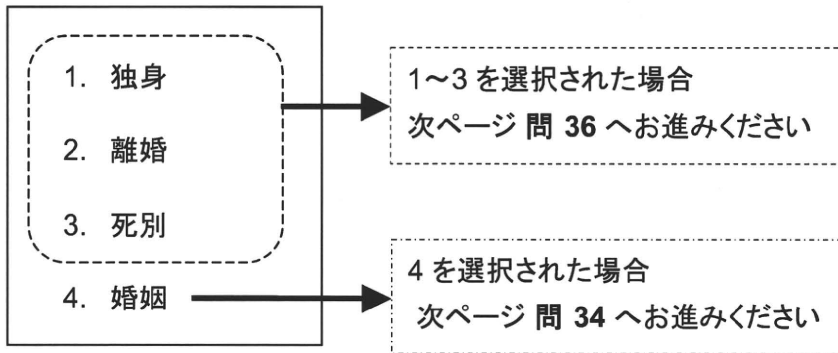 1. 独身
2. 離婚
3. 死別
4. 婚姻
1～3 を選択された場合
次ページ 問 36 へお進みください
4 を選択された場合
次ページ 問 34 へお進みください